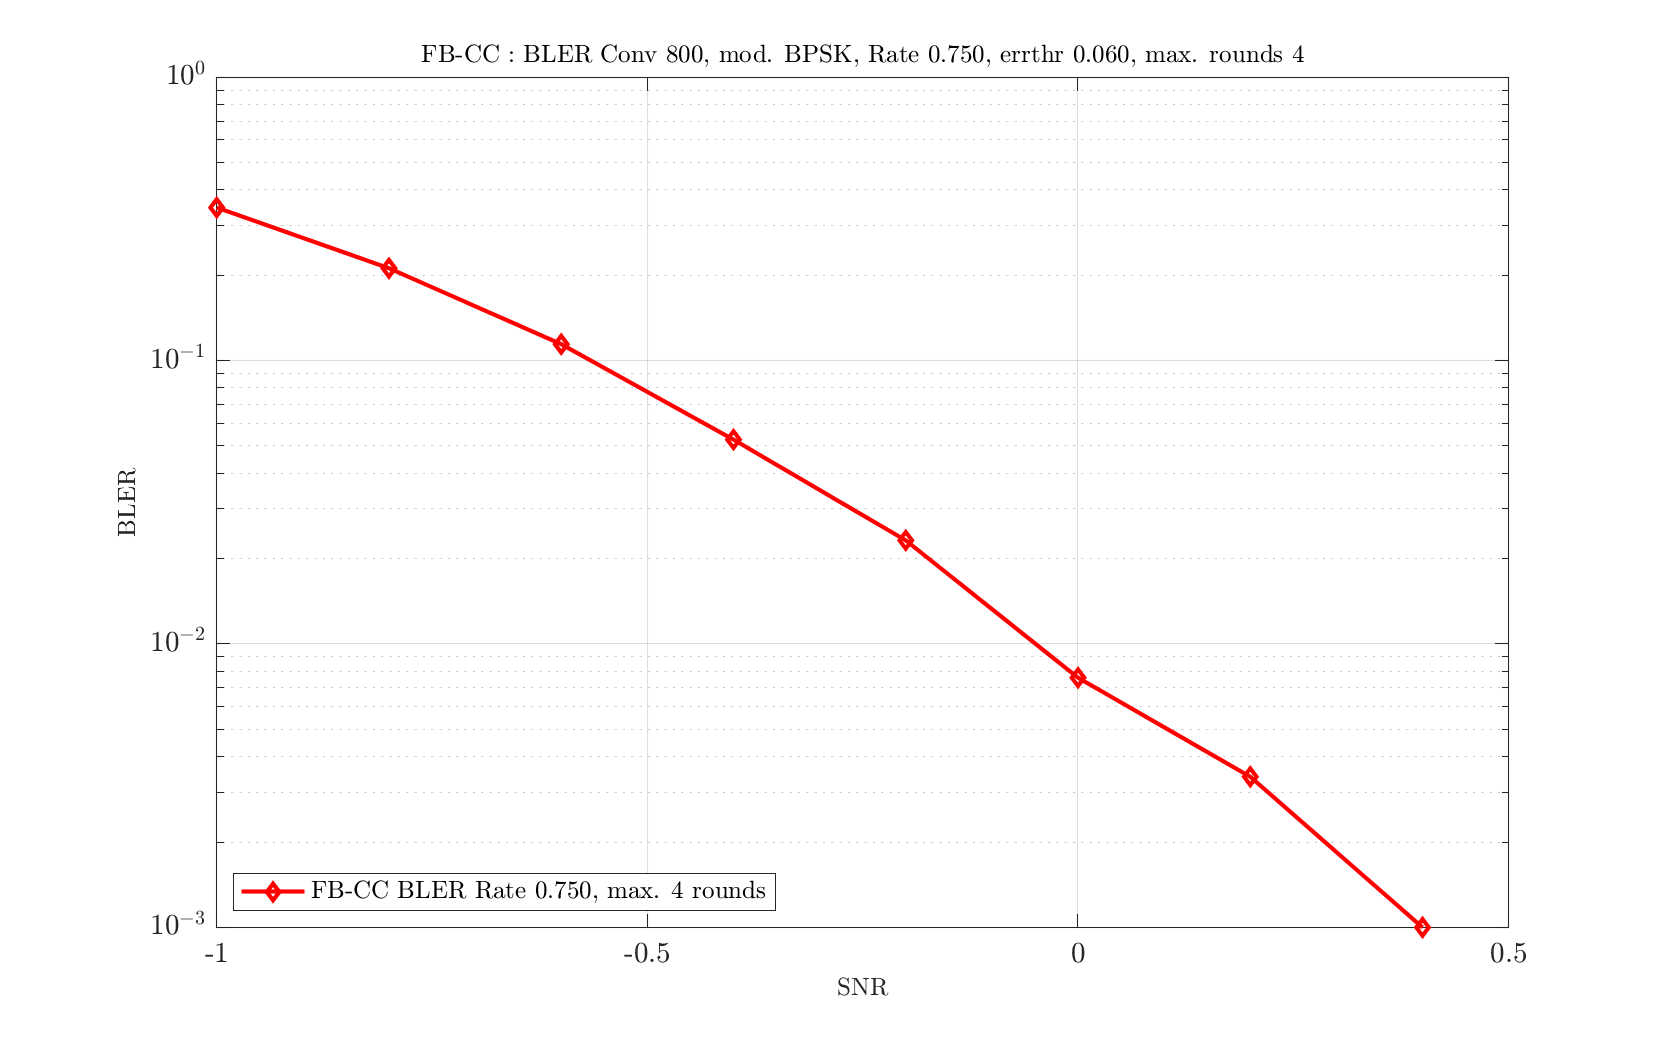 FB-CC : BLER Conv 800, mod. BPSK, Rate 0.750, errthr 0.060, max. rounds 4
10^0
10^-1
10^-2
10^-3
BLER
FB-CC BLER Rate 0.750, max. 4 rounds
-1
-0.5
0
0.5
SNR